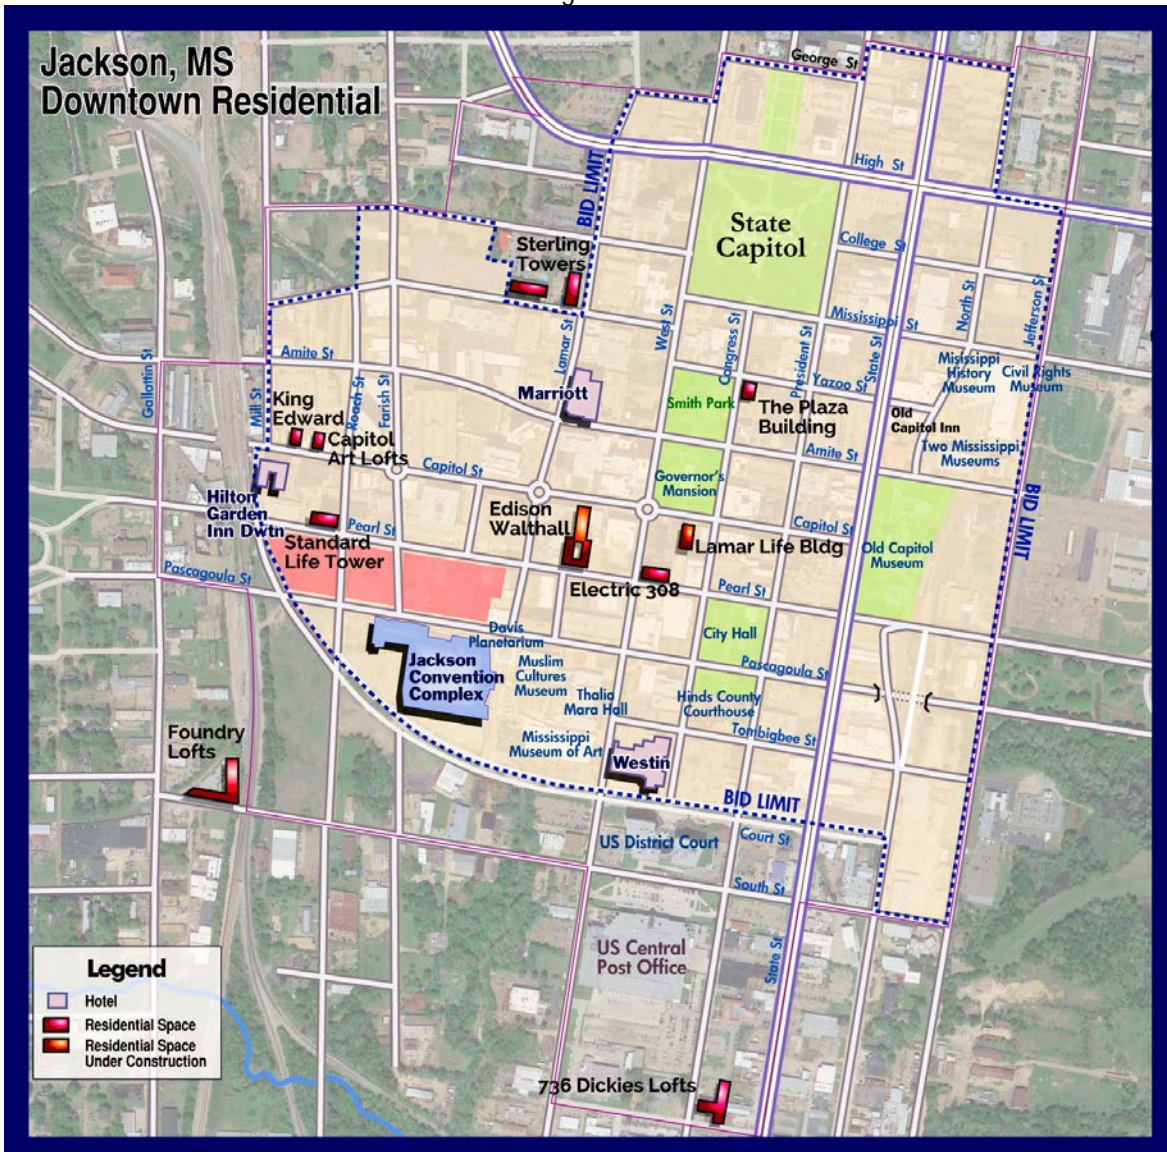 Jackson, MS
Downtown Residential
George St
High St
BID LIMIT
State
Capitol
College St
Sterling
Towers
Mississippi St
North St
Jefferson St
Lamar St
West St
Congress St
President St
State St
Gallattin St
Amite St
Mill St
Roach St
Farish St
Marriott
Yazoo St
Misissippi
History
Museum
Civil Rights
Museum
King
Edward
Capitol
Art Lofts
Smith Park
The Plaza
Building
Old
Capitol Inn
Two Mississippi
Museums
Amite St
Capitol St
Governor's
Mansion
Hilton
Garden
Inn Dwtn
Edison
Walthall
Capitol St
BID LIMIT
Pearl St
Standard
Life Tower
Lamar Life Bldg
Old Capitol
Museum
Pascagoula St
Electric 308
Pearl St
Davis
Planetarium
City Hall
Jackson
Convention
Complex
Muslim
Cultures
Museum
Pascagoula St
Thalia
Mara Hall
Hinds County
Courthouse
Foundry
Lofts
Mississippi
Museum of Art
Tombigbee St
Westin
BID LIMIT
US District Court
Court St
South St
US Central
Post Office
State St
Legend
Hotel
Residential Space
Residential Space
Under Construction
736 Dickies Lofts